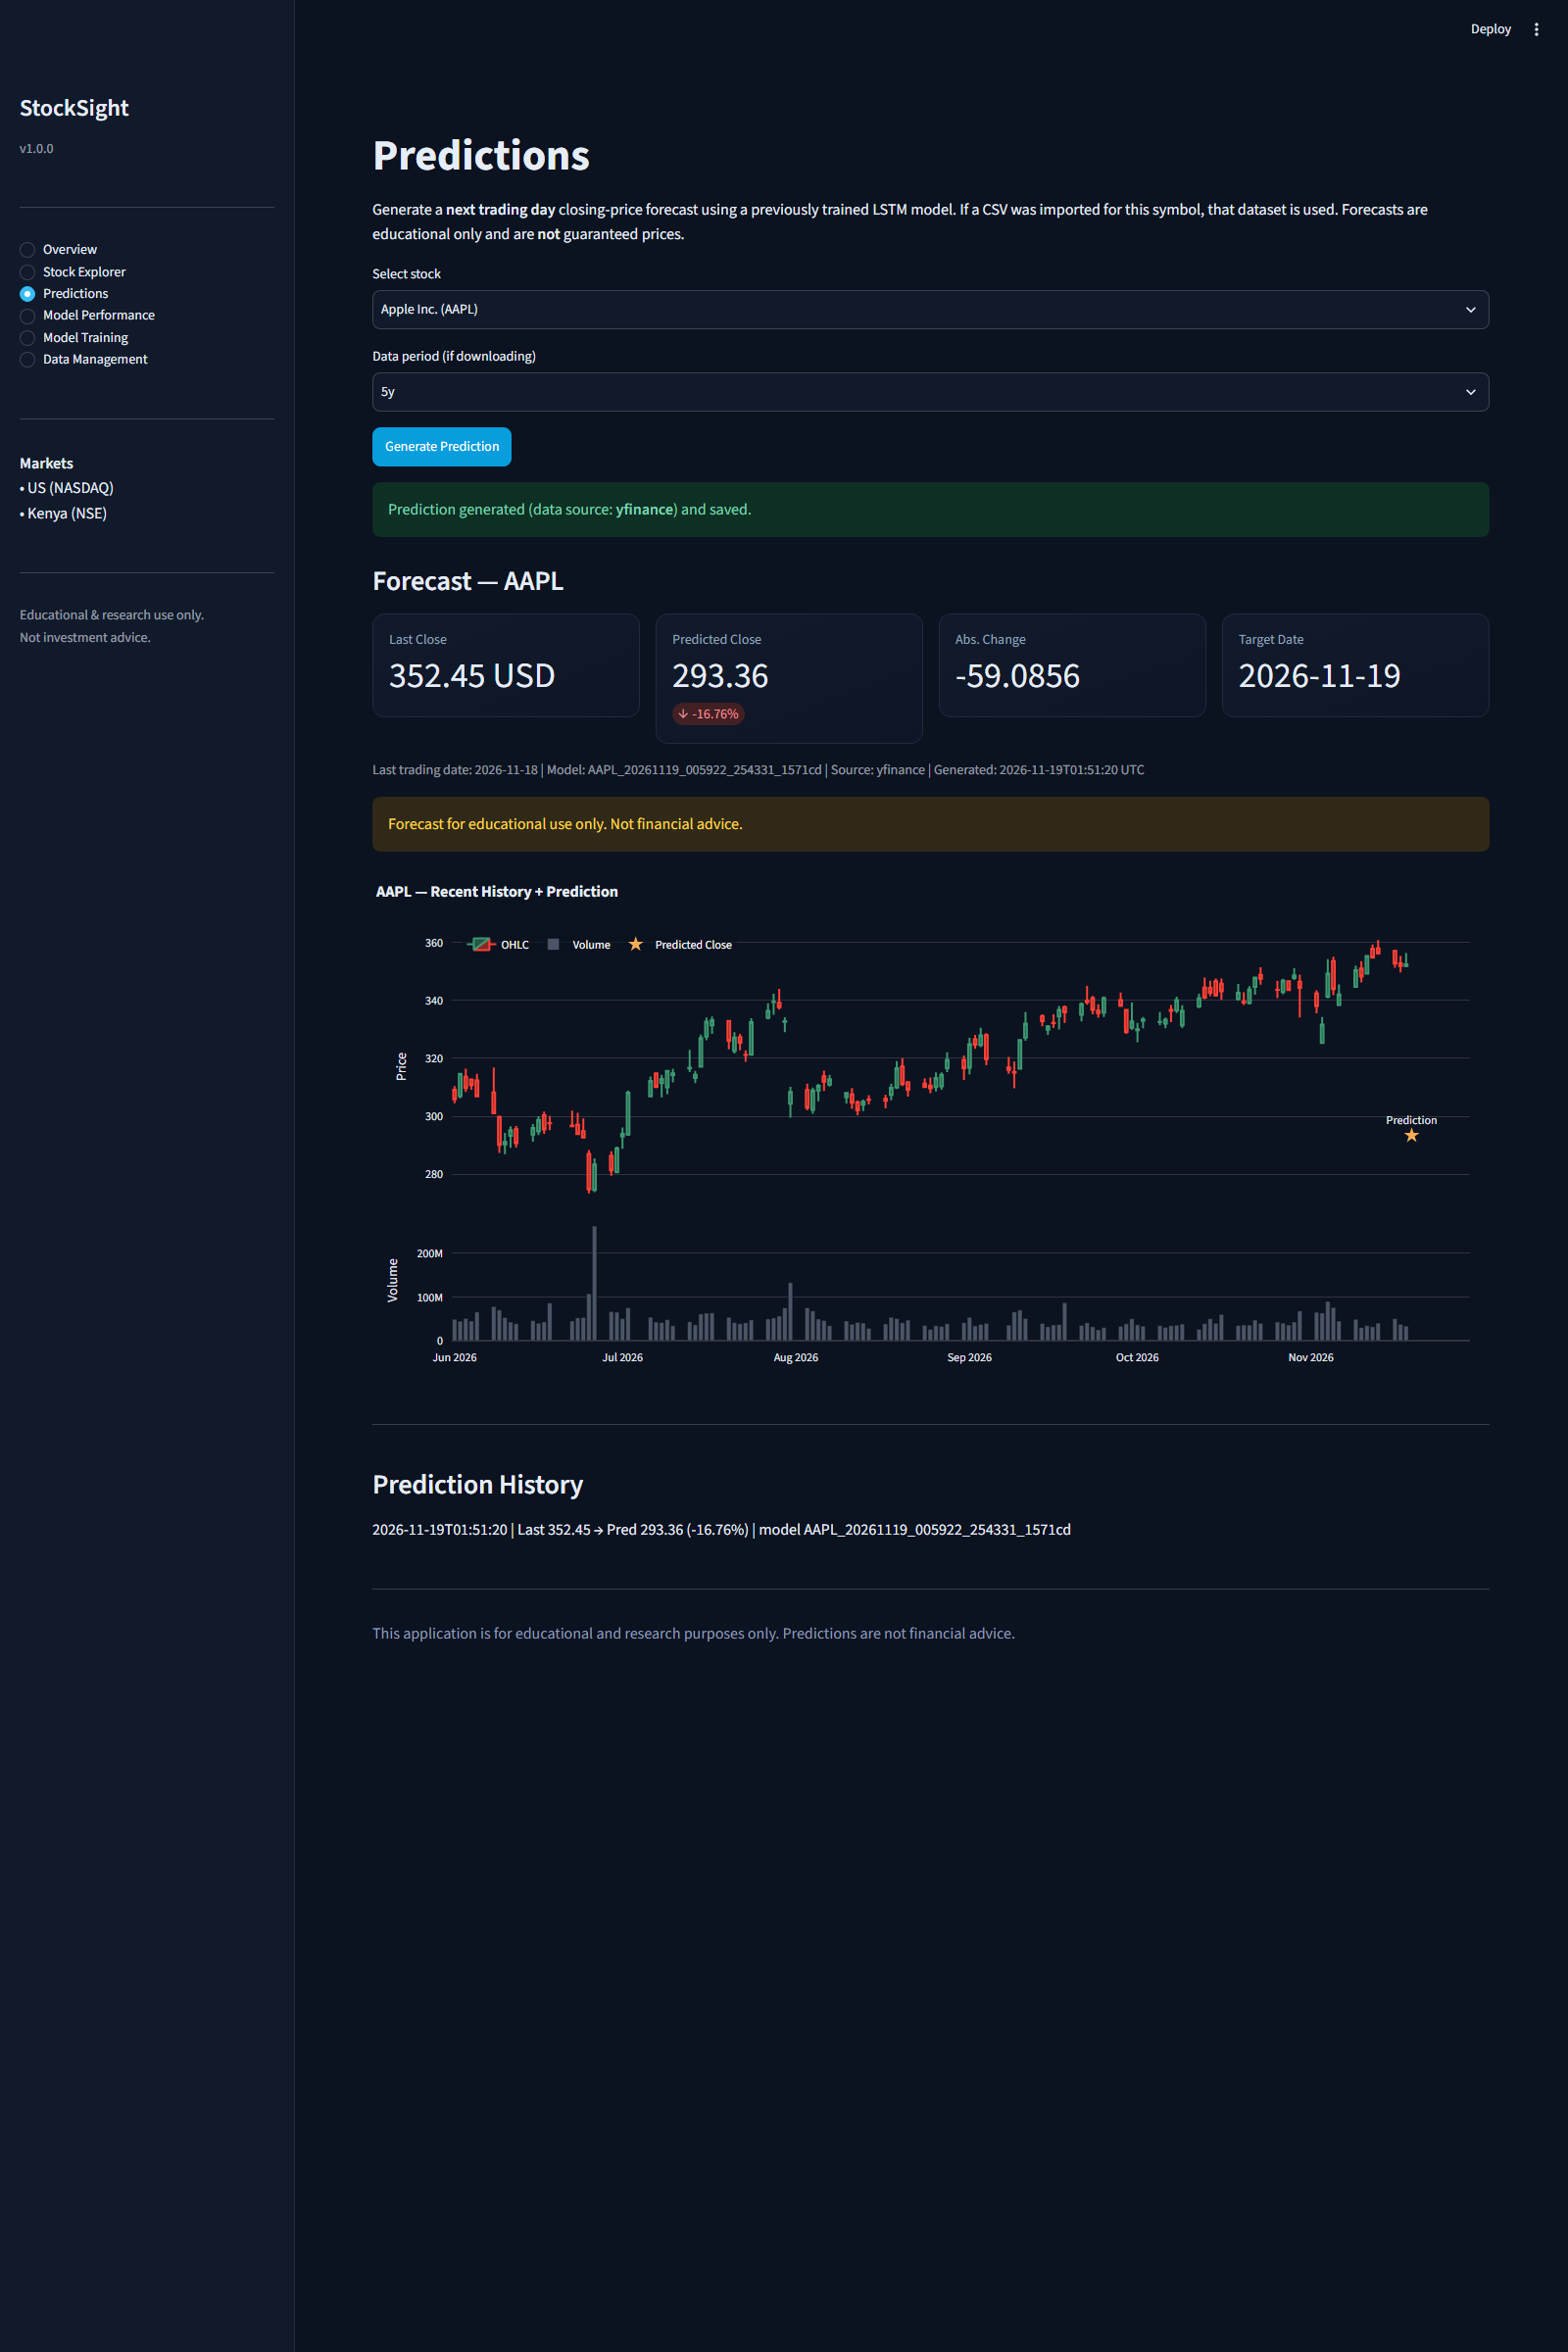 Deploy
StockSight
v1.0.0
Overview
Stock Explorer
Predictions
Model Performance
Model Training
Data Management
Markets
• US (NASDAQ)
• Kenya (NSE)
Educational & research use only.
Not investment advice.
Predictions
Generate a next trading day closing-price forecast using a previously trained LSTM model. If a CSV was imported for this symbol, that dataset is used. Forecasts are
educational only and are not guaranteed prices.
Select stock
Apple Inc. (AAPL)
Data period (if downloading)
5y
Generate Prediction
Prediction generated (data source: yfinance) and saved.
Forecast — AAPL
Last Close
352.45 USD
Predicted Close
293.36
↓ -16.76%
Abs. Change
-59.0856
Target Date
2026-11-19
Last trading date: 2026-11-18 | Model: AAPL_20261119_005922_254331_1571cd | Source: yfinance | Generated: 2026-11-19T01:51:20 UTC
Forecast for educational use only. Not financial advice.
AAPL — Recent History + Prediction
OHLC Volume Predicted Close
360
340
320
300
280
Price
Prediction
200M
100M
0
Volume
Jun 2026 Jul 2026 Aug 2026 Sep 2026 Oct 2026 Nov 2026
Prediction History
2026-11-19T01:51:20 | Last 352.45 → Pred 293.36 (-16.76%) | model AAPL_20261119_005922_254331_1571cd
This application is for educational and research purposes only. Predictions are not financial advice.